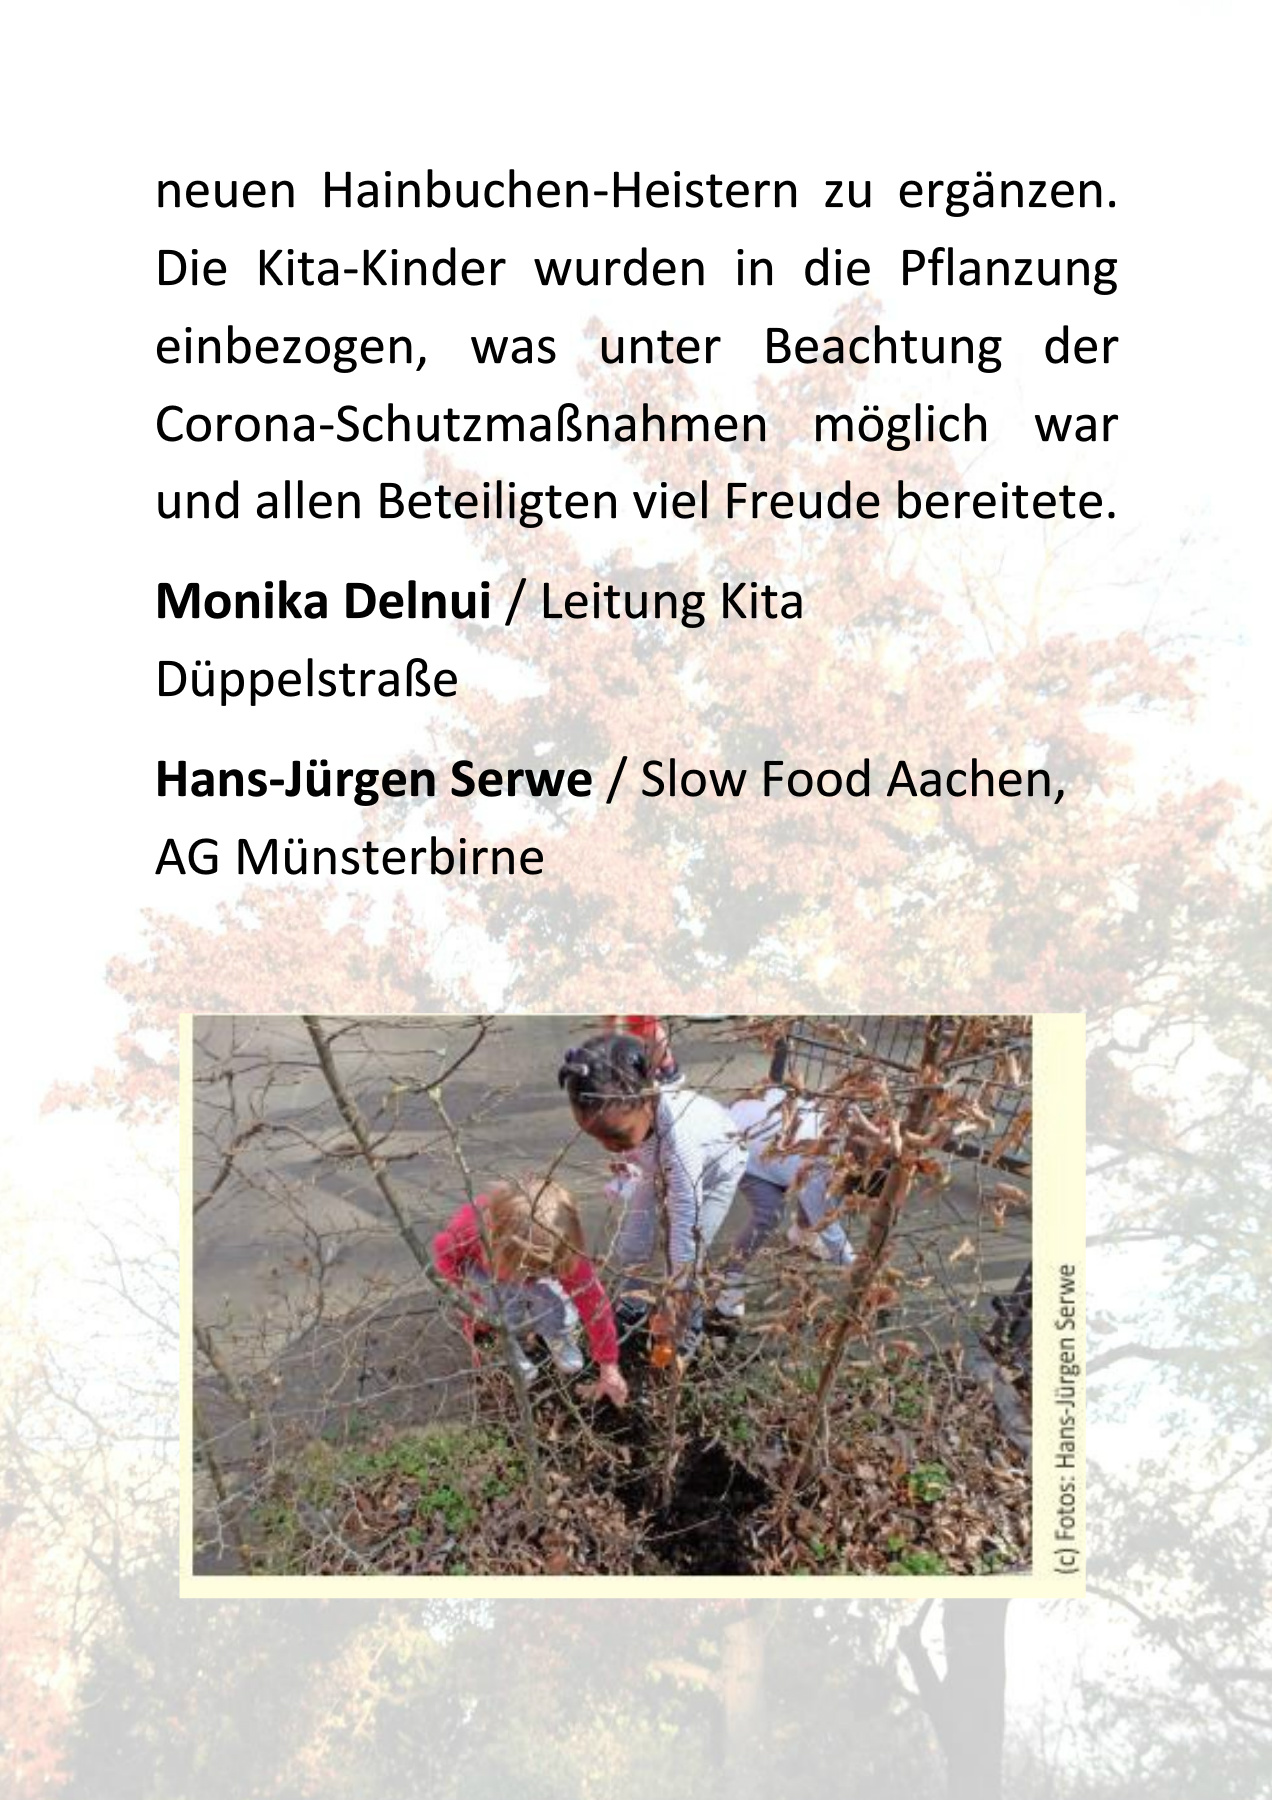 neuen Hainbuchen-Heistern zu ergänzen.
Die Kita-Kinder wurden in die Pflanzung
einbezogen, was unter Beachtung der
Corona-Schutzmaßnahmen möglich war
und allen Beteiligten viel Freude bereitete.
Monika Delnui / Leitung Kita
Düppelstraße
Hans-Jürgen Serwe / Slow Food Aachen,
AG Münsterbirne
(c) Fotos: Hans-Jürgen Serwe